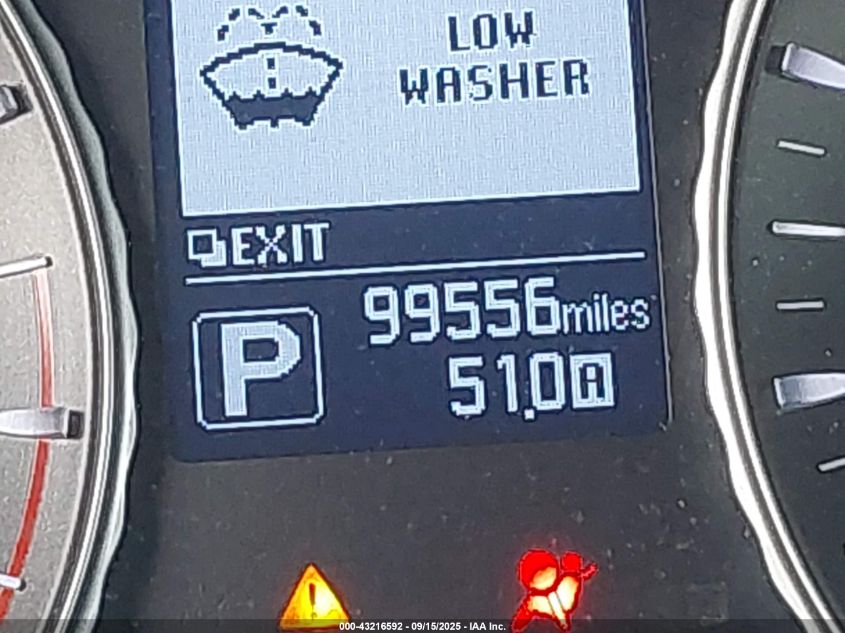 LOW
WASHER
EXIT
99556miles
P
51.0A
000-43216592 - 09/15/2025 - IAA Inc.